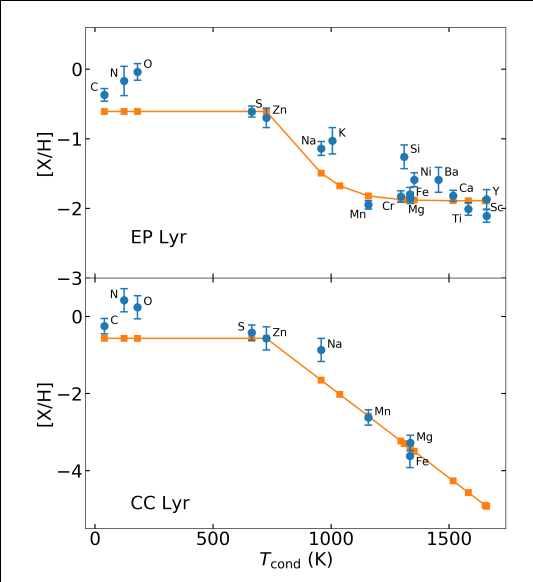 0
−1
−2
−3
[X/H]
C
N
O
S
Zn
Na
K
Mn
Si
Cr
Fe
Mg
Ni
Ba
Ca
Ti
Y
Sc
EP Lyr
0
−2
−4
[X/H]
C
N
O
S
Zn
Na
Mn
Mg
Fe
CC Lyr
0 500 1000 1500
Tcond (K)